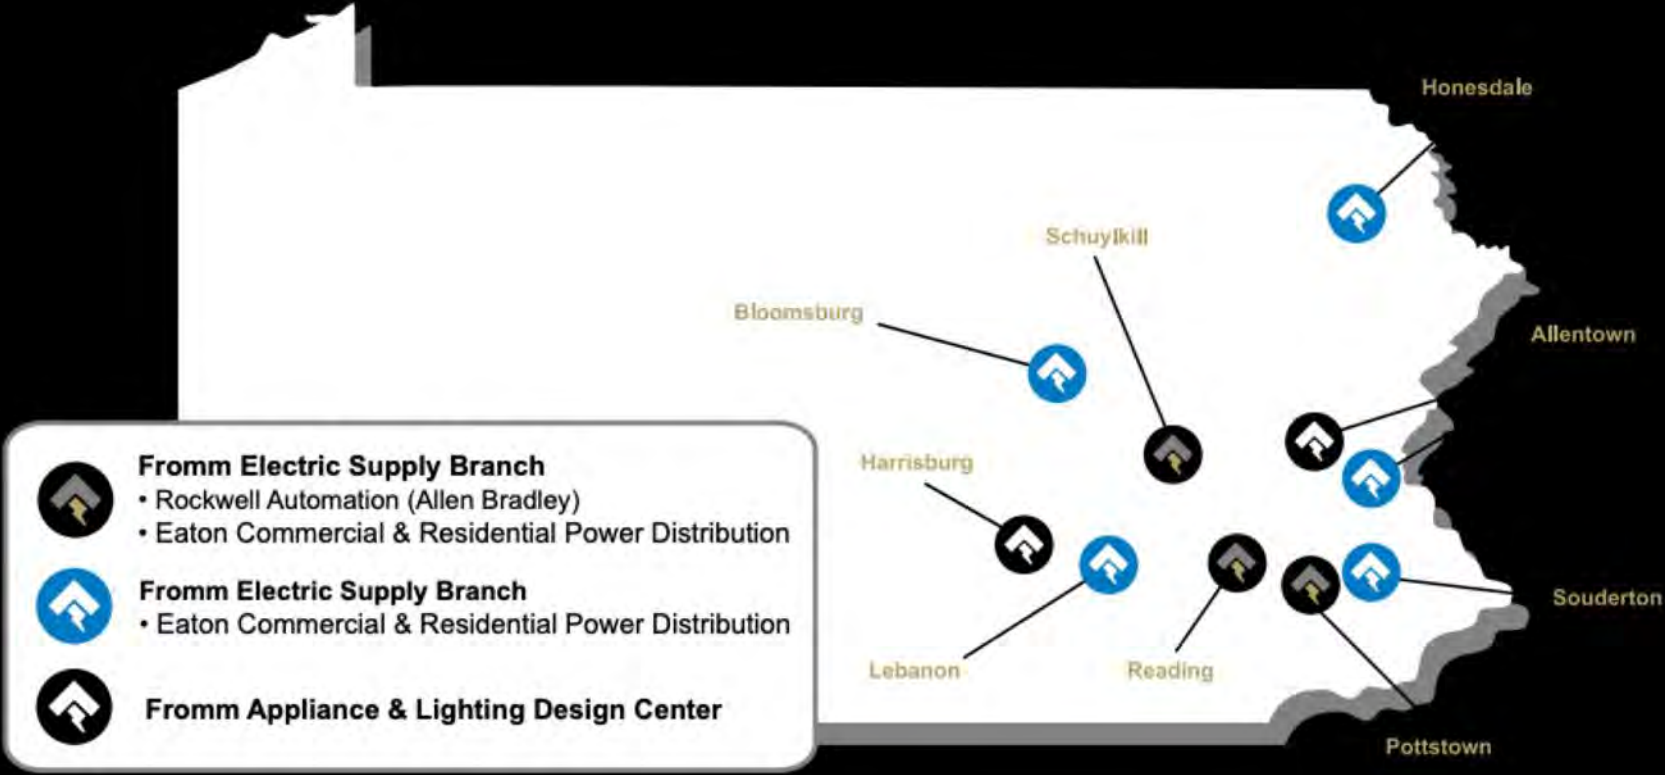 Honesdale
Schuylkill
Bloomsburg
Allentown
Harrisburg
Souderton
Lebanon
Reading
Pottstown
Fromm Electric Supply Branch
• Rockwell Automation (Allen Bradley)
• Eaton Commercial & Residential Power Distribution
Fromm Electric Supply Branch
• Eaton Commercial & Residential Power Distribution
Fromm Appliance & Lighting Design Center